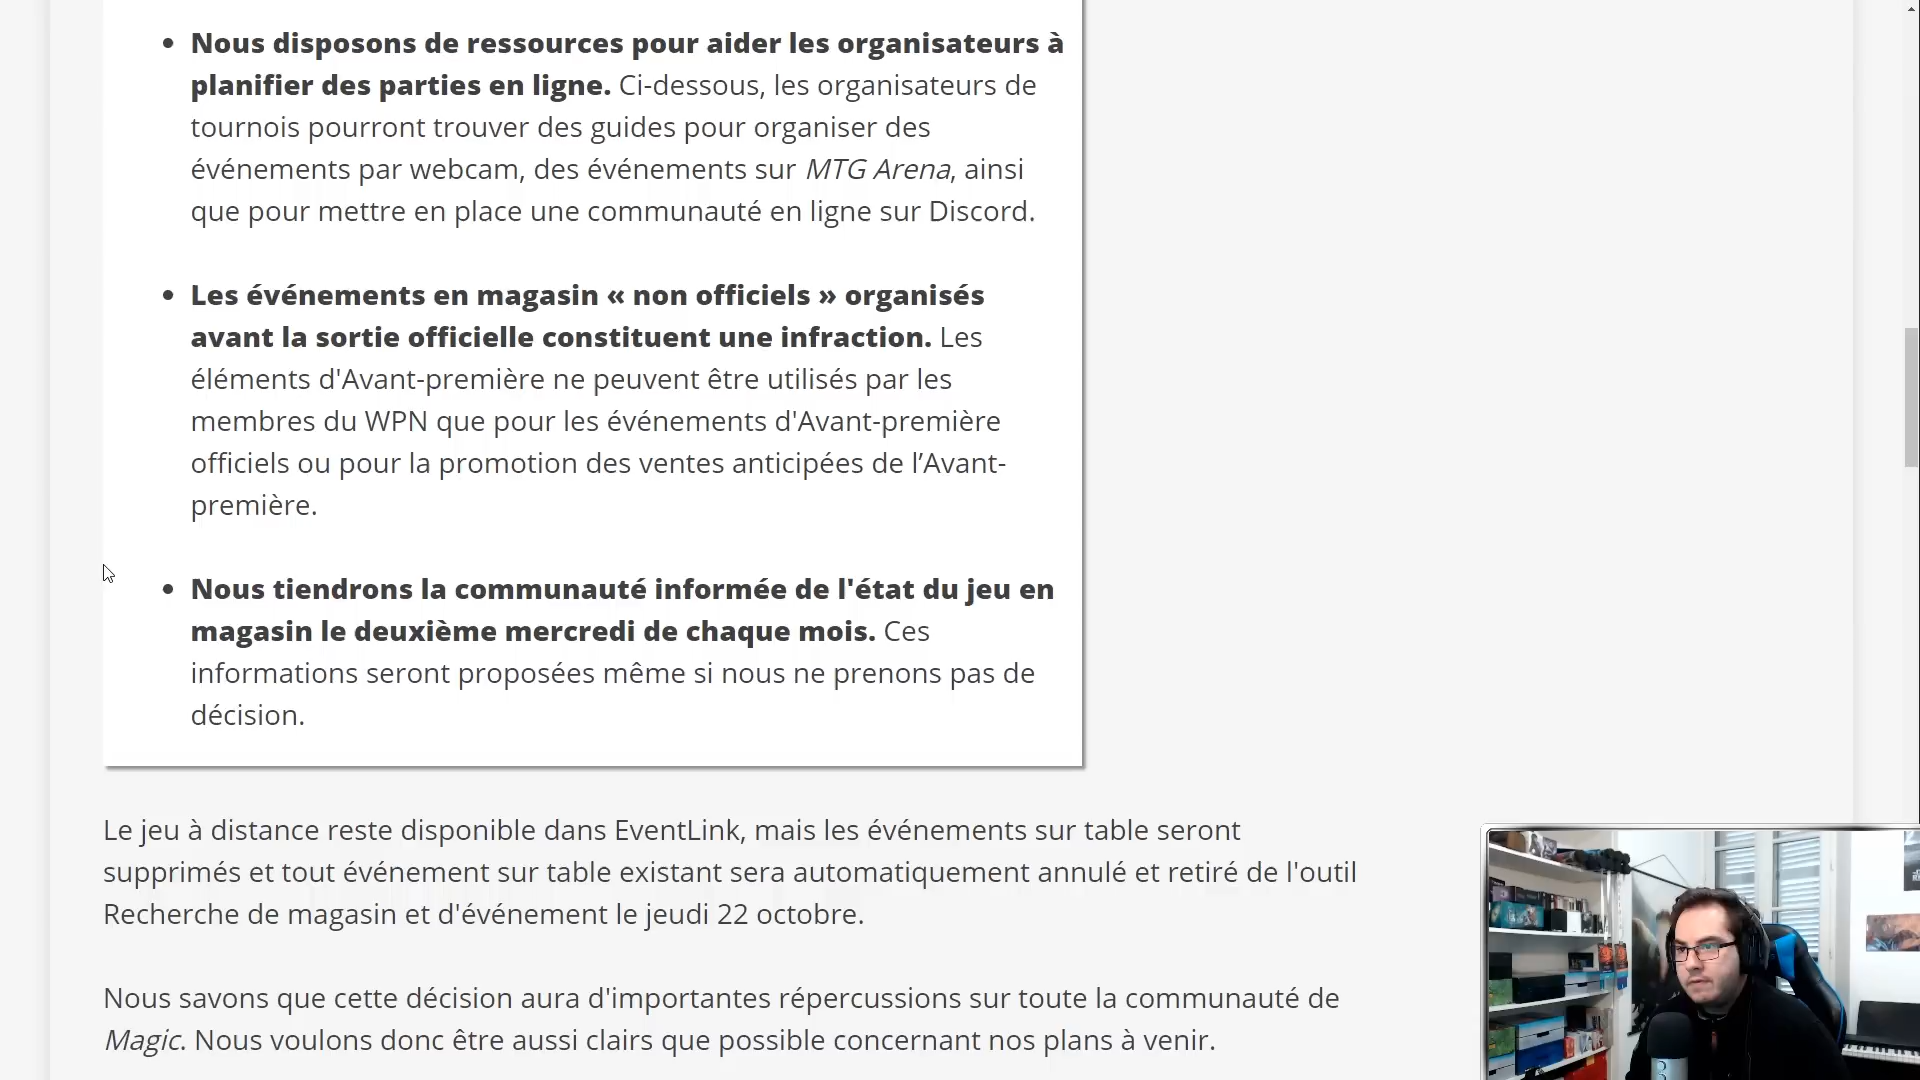 Nous disposons de ressources pour aider les organisateurs à
planifier des parties en ligne. Ci-dessous, les organisateurs de
tournois pourront trouver des guides pour organiser des
événements par webcam, des événements sur MTG Arena, ainsi
que pour mettre en place une communauté en ligne sur Discord.
Les événements en magasin « non officiels » organisés
avant la sortie officielle constituent une infraction. Les
éléments d'Avant-première ne peuvent être utilisés par les
membres du WPN que pour les événements d'Avant-première
officiels ou pour la promotion des ventes anticipées de l’Avant-
première.
Nous tiendrons la communauté informée de l'état du jeu en
magasin le deuxième mercredi de chaque mois. Ces
informations seront proposées même si nous ne prenons pas de
décision.
Le jeu à distance reste disponible dans EventLink, mais les événements sur table seront
supprimés et tout événement sur table existant sera automatiquement annulé et retiré de l'outil
Recherche de magasin et d'événement le jeudi 22 octobre.
Nous savons que cette décision aura d'importantes répercussions sur toute la communauté de
Magic. Nous voulons donc être aussi clairs que possible concernant nos plans à venir.